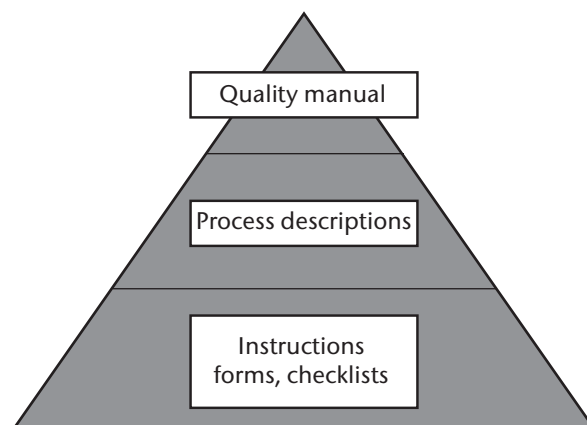 Quality manual
Process descriptions
Instructions
forms, checklists